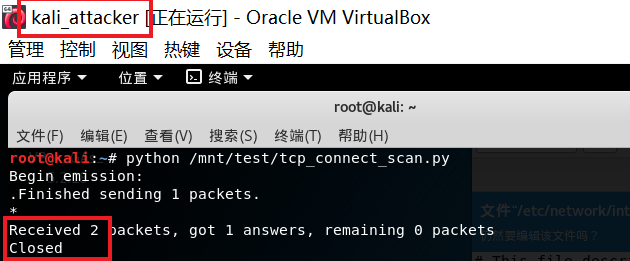 kali_attacker [正在运行] - Oracle VM VirtualBox
管理 控制 视图 热键 设备 帮助
应用程序 位置 终端
root@kali: ~
文件(F) 编辑(E) 查看(V) 搜索(S) 终端(T) 帮助(H)
root@kali:~# python /mnt/test/tcp_connect_scan.py
Begin emission:
.Finished sending 1 packets.
*
Received 2 packets, got 1 answers, remaining 0 packets
Closed
文件"/etc/network/int
仍然要编辑该文件吗？
# This file descr